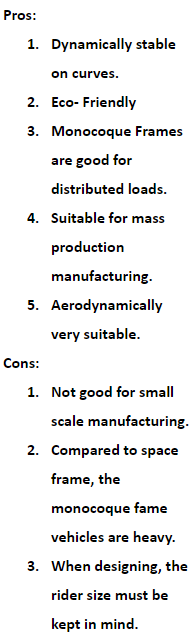 Pros:
1. Dynamically stable
on curves.
2. Eco- Friendly
3. Monocoque Frames
are good for
distributed loads.
4. Suitable for mass
production
manufacturing.
5. Aerodynamically
very suitable.
Cons:
1. Not good for small
scale manufacturing.
2. Compared to space
frame, the
monocoque fame
vehicles are heavy.
3. When designing, the
rider size must be
kept in mind.